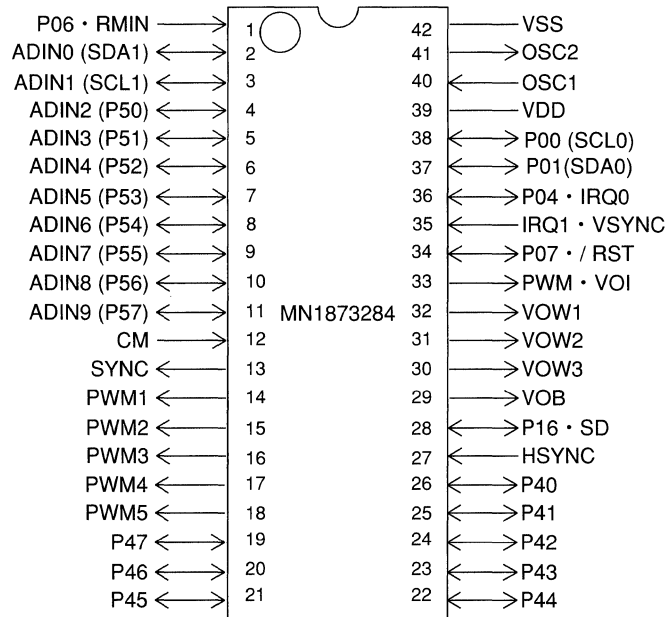 P06・RMIN 1 42 VSS
ADIN0 (SDA1) 2 41 OSC2
ADIN1 (SCL1) 3 40 OSC1
ADIN2 (P50) 4 39 VDD
ADIN3 (P51) 5 38 P00 (SCL0)
ADIN4 (P52) 6 37 P01(SDA0)
ADIN5 (P53) 7 36 P04・IRQ0
ADIN6 (P54) 8 35 IRQ1・VSYNC
ADIN7 (P55) 9 34 P07・/ RST
ADIN8 (P56) 10 33 PWM・VOI
ADIN9 (P57) 11 MN1873284 32 VOW1
CM 12 31 VOW2
SYNC 13 30 VOW3
PWM1 14 29 VOB
PWM2 15 28 P16・SD
PWM3 16 27 HSYNC
PWM4 17 26 P40
PWM5 18 25 P41
P47 19 24 P42
P46 20 23 P43
P45 21 22 P44